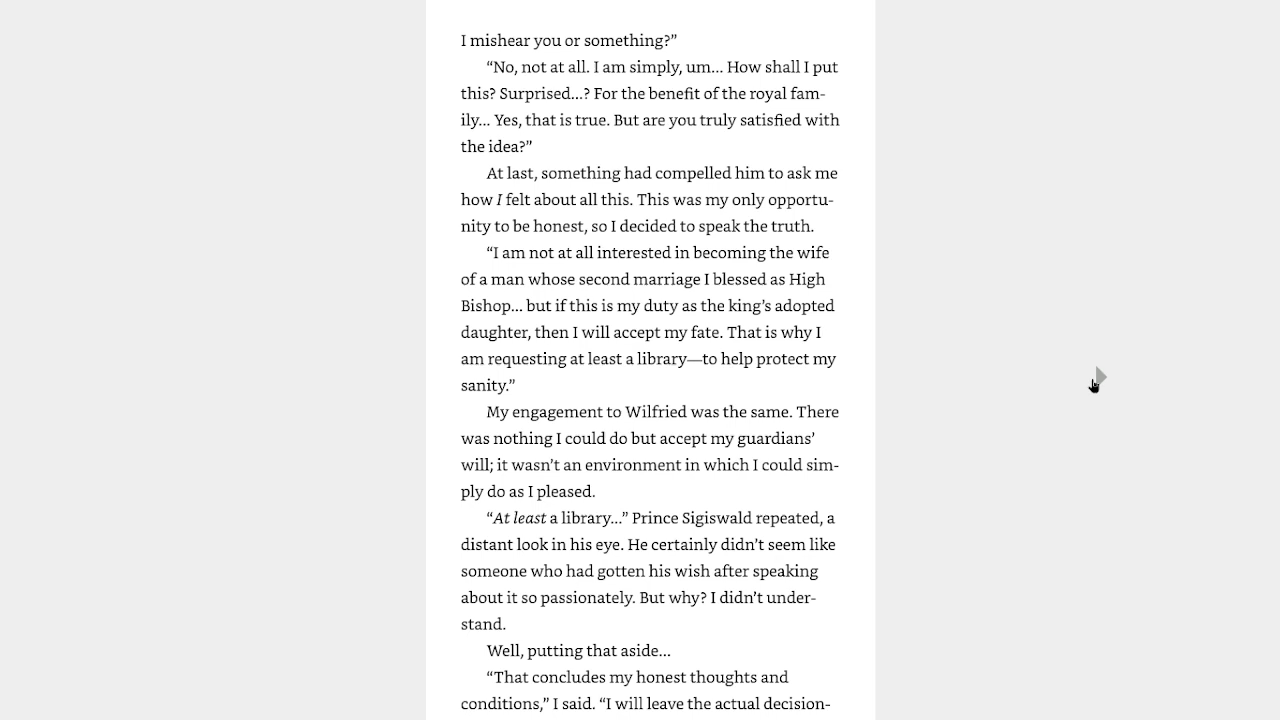 I mishear you or something?”
“No, not at all. I am simply, um... How shall I put
this? Surprised...? For the benefit of the royal fam-
ily... Yes, that is true. But are you truly satisfied with
the idea?”
At last, something had compelled him to ask me
how I felt about all this. This was my only opportu-
nity to be honest, so I decided to speak the truth.
“I am not at all interested in becoming the wife
of a man whose second marriage I blessed as High
Bishop... but if this is my duty as the king’s adopted
daughter, then I will accept my fate. That is why I
am requesting at least a library—to help protect my
sanity.”
My engagement to Wilfried was the same. There
was nothing I could do but accept my guardians’
will; it wasn’t an environment in which I could sim-
ply do as I pleased.
“At least a library...” Prince Sigiswald repeated, a
distant look in his eye. He certainly didn’t seem like
someone who had gotten his wish after speaking
about it so passionately. But why? I didn’t under-
stand.
Well, putting that aside...
“That concludes my honest thoughts and
conditions,” I said. “I will leave the actual decision-